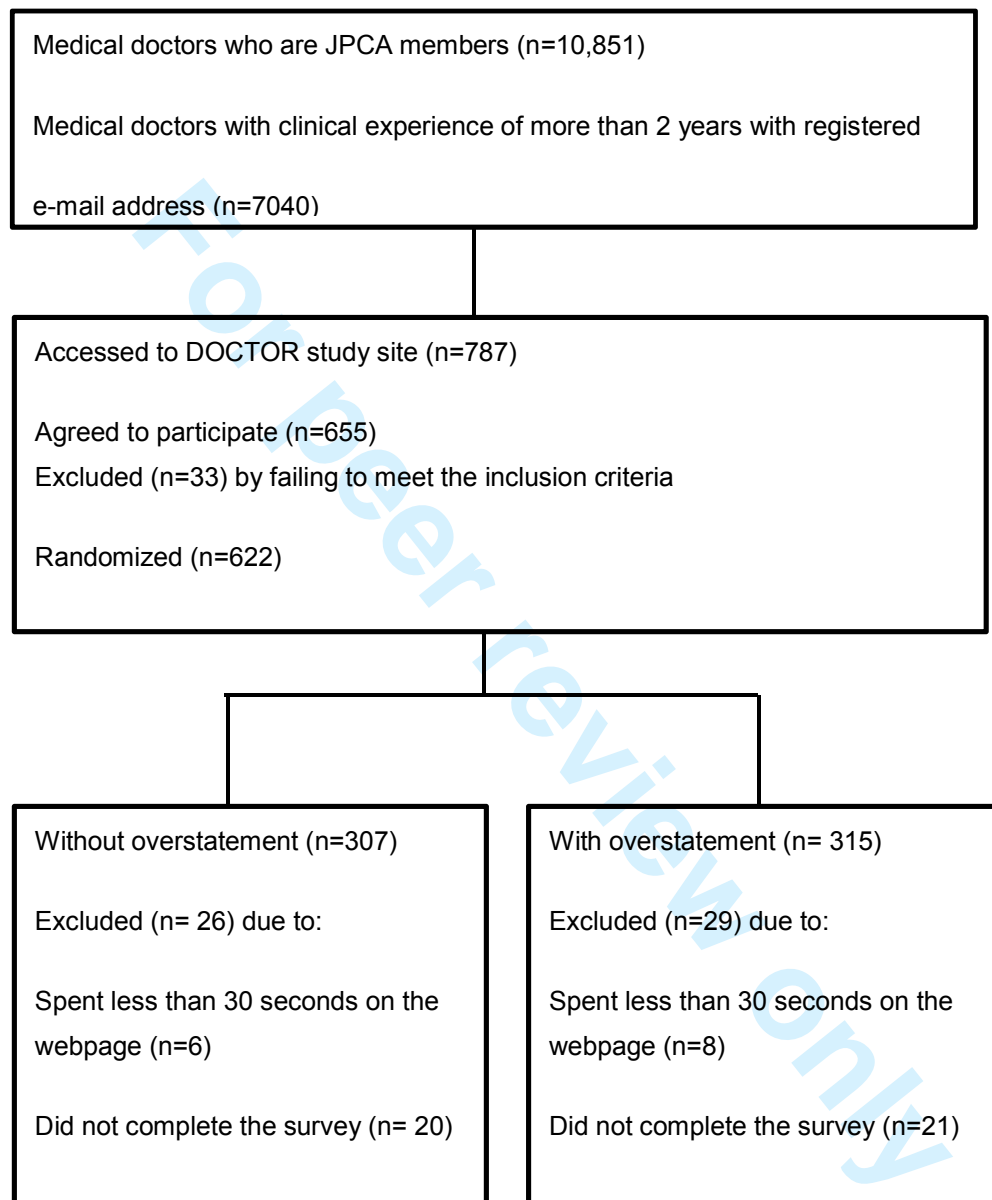 Medical doctors who are JPCA members (n=10,851)
Medical doctors with clinical experience of more than 2 years with registered
e-mail address (n=7040)
Accessed to DOCTOR study site (n=787)
Agreed to participate (n=655)
Excluded (n=33) by failing to meet the inclusion criteria
Randomized (n=622)
Without overstatement (n=307)
Excluded (n= 26) due to:
Spent less than 30 seconds on the
webpage (n=6)
Did not complete the survey (n= 20)
With overstatement (n= 315)
Excluded (n=29) due to:
Spent less than 30 seconds on the
webpage (n=8)
Did not complete the survey (n=21)
For peer review only